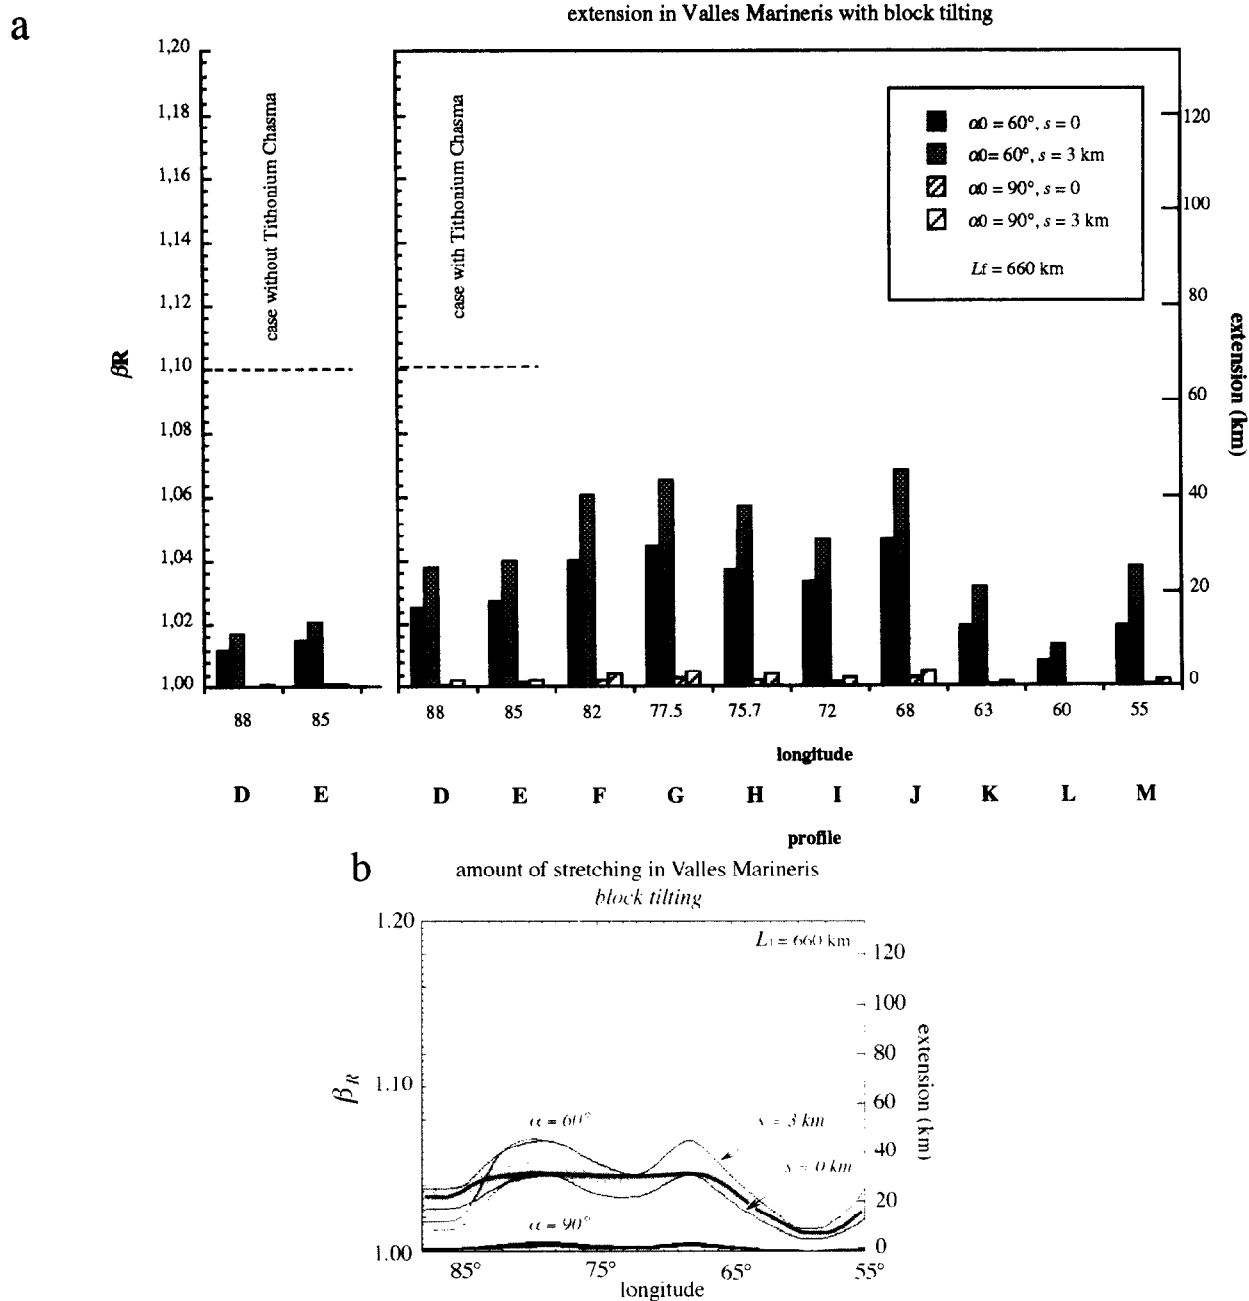 a
extension in Valles Marineris with block tilting
1,20
1,18
1,16
1,14
1,12
1,10
1,08
1,06
1,04
1,02
1,00
βR
case without Tithonium Chasma
case with Tithonium Chasma
α0 = 60°, s = 0
α0= 60°, s = 3 km
α0 = 90°, s = 0
α0 = 90°, s = 3 km
Lf = 660 km
120
100
80
60
40
20
0
extension (km)
88 85 88 85 82 77.5 75.7 72 68 63 60 55
longitude
D E D E F G H I J K L M
profile
b
amount of stretching in Valles Marineris
block tilting
1.20
1.10
1.00
βR
Lf = 660 km
120
100
80
60
40
20
0
extension (km)
α = 60°
s = 3 km
s = 0 km
α = 90°
85° 75° 65° 55°
longitude